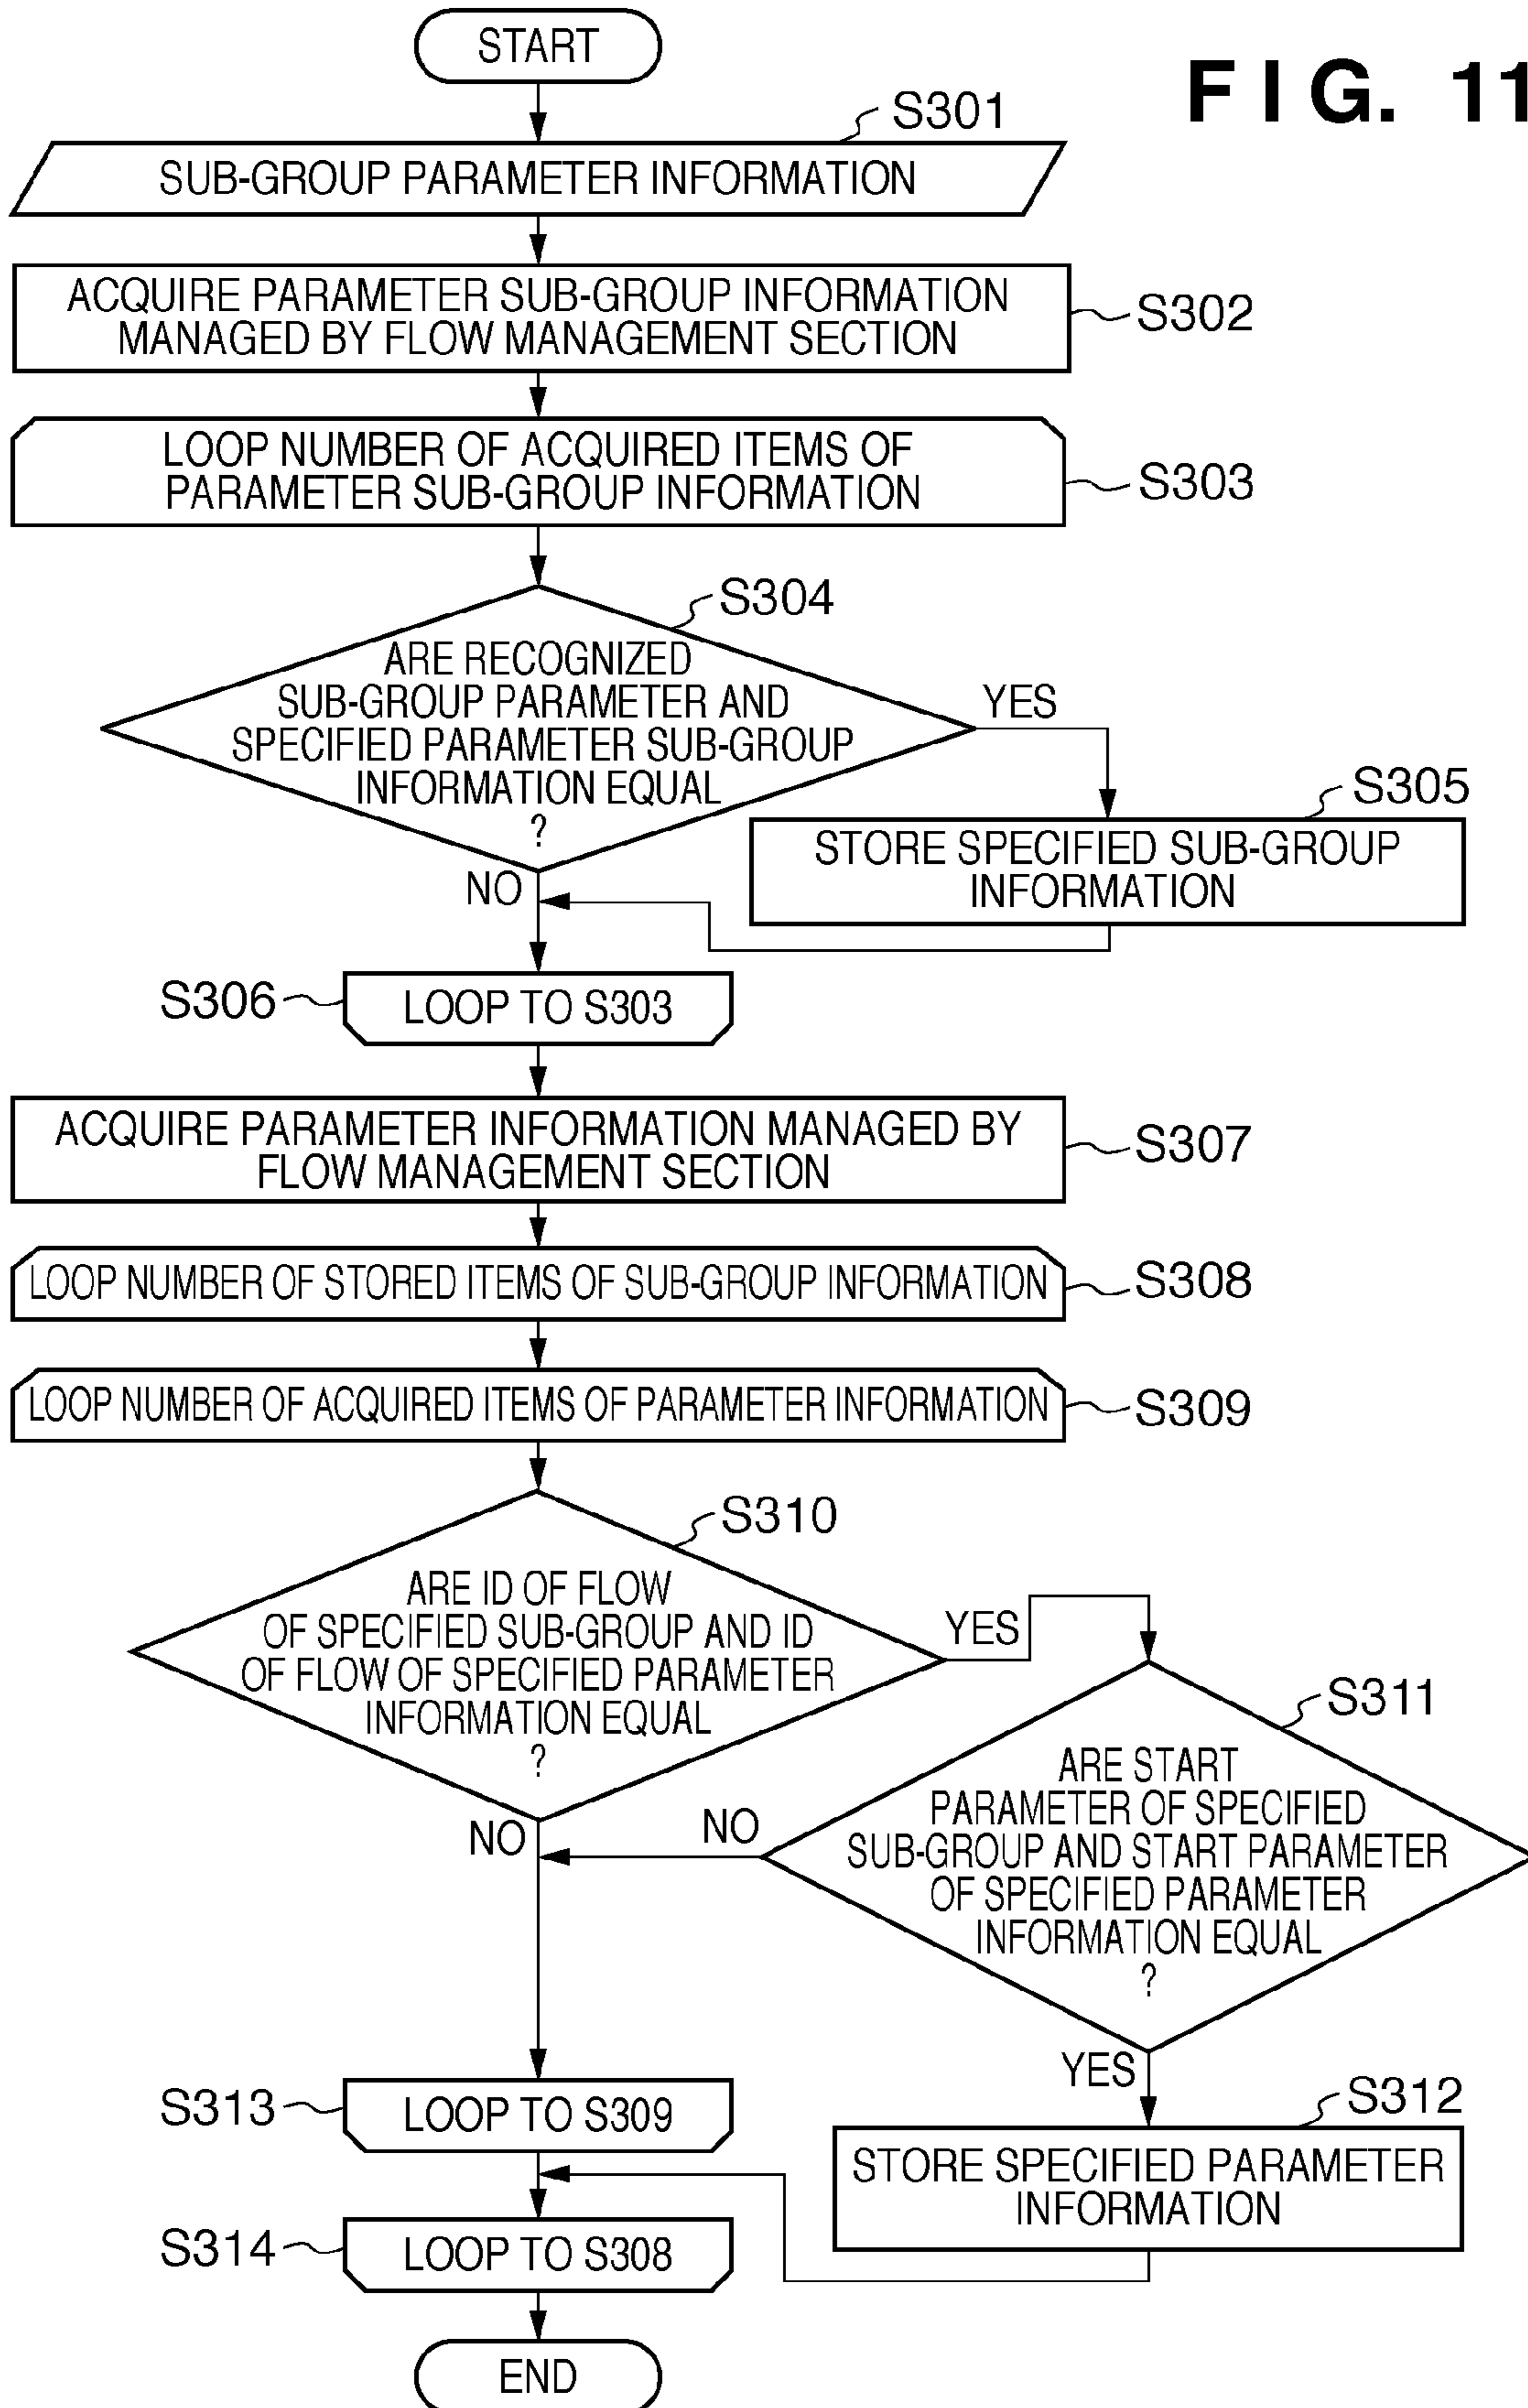 START
FIG. 11
S301
SUB-GROUP PARAMETER INFORMATION
ACQUIRE PARAMETER SUB-GROUP INFORMATION
MANAGED BY FLOW MANAGEMENT SECTION
S302
LOOP NUMBER OF ACQUIRED ITEMS OF
PARAMETER SUB-GROUP INFORMATION
S303
S304
ARE RECOGNIZED
SUB-GROUP PARAMETER AND
SPECIFIED PARAMETER SUB-GROUP
INFORMATION EQUAL
?
YES
S305
STORE SPECIFIED SUB-GROUP
INFORMATION
NO
S306
LOOP TO S303
ACQUIRE PARAMETER INFORMATION MANAGED BY
FLOW MANAGEMENT SECTION
S307
LOOP NUMBER OF STORED ITEMS OF SUB-GROUP INFORMATION
S308
LOOP NUMBER OF ACQUIRED ITEMS OF PARAMETER INFORMATION
S309
S310
ARE ID OF FLOW
OF SPECIFIED SUB-GROUP AND ID
OF FLOW OF SPECIFIED PARAMETER
INFORMATION EQUAL
?
YES
S311
ARE START
PARAMETER OF SPECIFIED
SUB-GROUP AND START PARAMETER
OF SPECIFIED PARAMETER
INFORMATION EQUAL
?
NO
NO
YES
S312
STORE SPECIFIED PARAMETER
INFORMATION
S313
LOOP TO S309
S314
LOOP TO S308
END